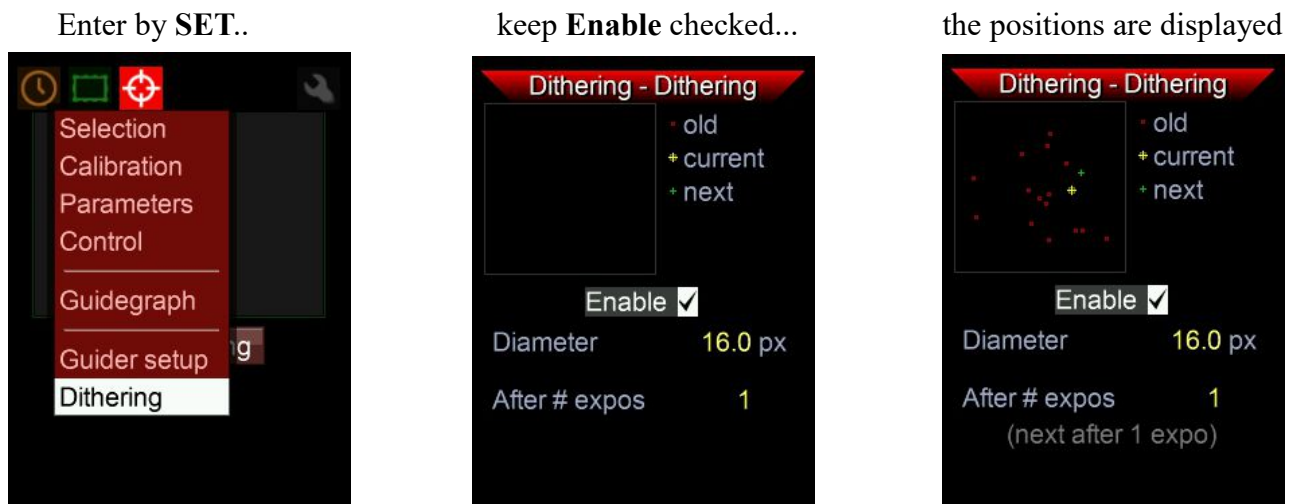 Enter by SET..
Selection
Calibration
Parameters
Control
Guidegraph
Guider setup
g
Dithering
keep Enable checked...
Dithering - Dithering
old
current
next
Enable
Diameter 16.0 px
After # expos 1
the positions are displayed
Dithering - Dithering
old
current
next
Enable
Diameter 16.0 px
After # expos 1
(next after 1 expo)